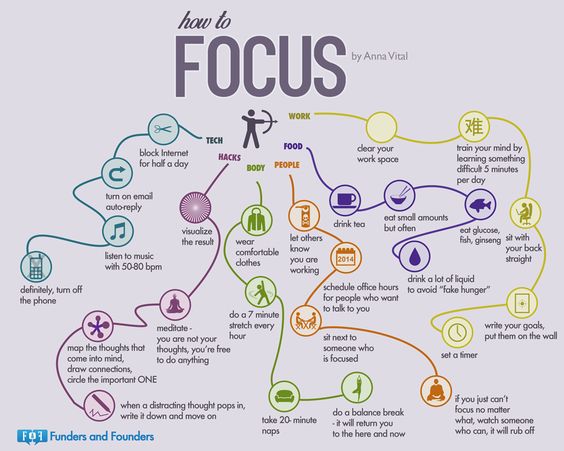 how to
FOCUS
by Anna Vital
TECH
block Internet
for half a day
turn on email
auto-reply
listen to music
with 50-80 bpm
definitely, turn off
the phone
HACKS
visualize
the result
meditate -
you are not your
thoughts, you're free
to do anything
map the thoughts that
come into mind,
draw connections,
circle the important ONE
when a distracting thought pops in,
write it down and move on
BODY
wear
comfortable
clothes
do a 7 minute
stretch every
hour
take 20- minute
naps
do a balance break
- it will return you
to the here and now
PEOPLE
let others
know
you are
working
2014
schedule office hours
for people who want
to talk to you
sit next to
someone who
is focused
if you just can't
focus no matter
what, watch someone
who can, it will rub off
FOOD
drink tea
eat small amounts
but often
eat glucose,
fish, ginseng
drink a lot of liquid
to avoid "fake hunger"
WORK
clear your
work space
难
train your mind by
learning something
difficult 5 minutes
per day
sit with
your back
straight
write your goals,
put them on the wall
set a timer
FOF Funders and Founders